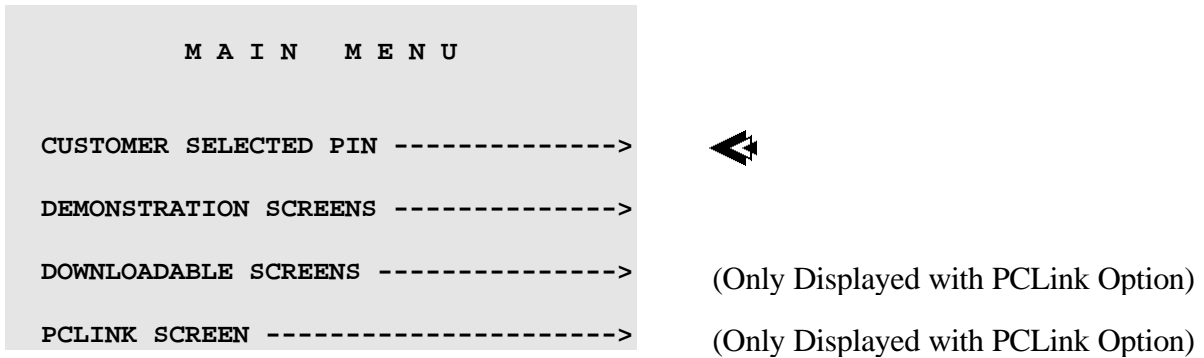 M A I N   M E N U
CUSTOMER SELECTED PIN -------------->
DEMONSTRATION SCREENS -------------->
DOWNLOADABLE SCREENS ---------------> (Only Displayed with PCLink Option)
PCLINK SCREEN ----------------------> (Only Displayed with PCLink Option)